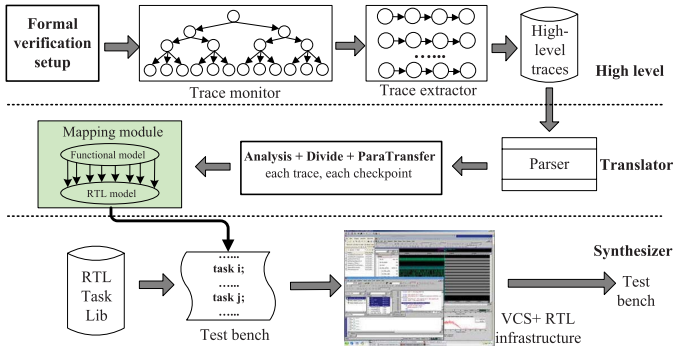 Formal
verification
setup
Trace monitor
......
Trace extractor
High-
level
traces
High level
Mapping module
Functional model
RTL model
Analysis + Divide + ParaTransfer
each trace, each checkpoint
Parser
Translator
RTL
Task
Lib
......
task i;
......
task j;
......
Test bench
VCS+ RTL
infrastructure
Synthesizer
Test
bench